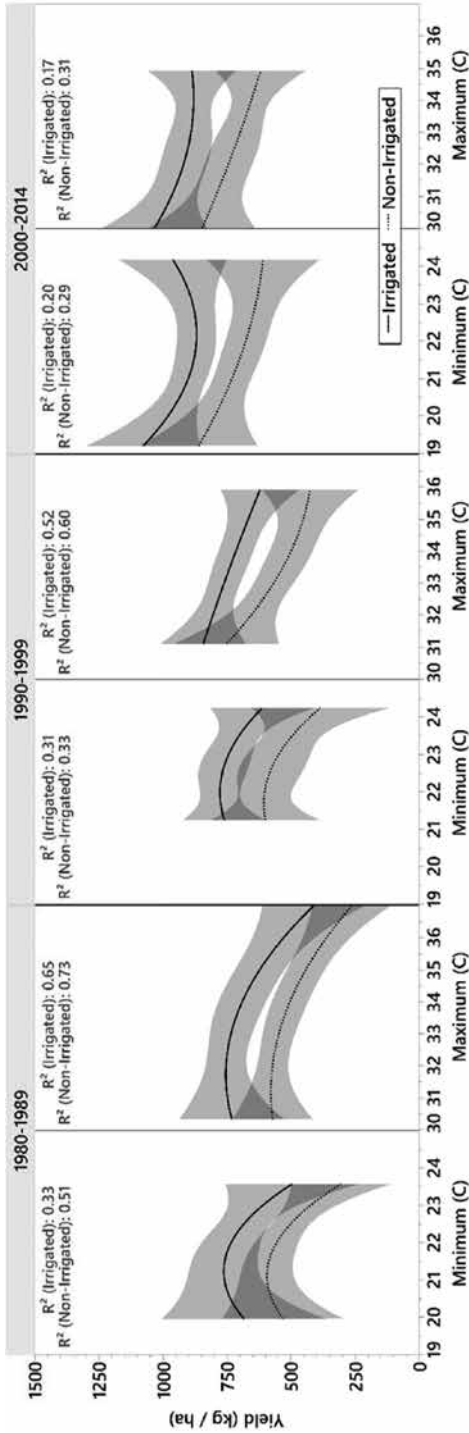 1980-1989
1990-1999
2000-2014
R² (Irrigated): 0.33
R² (Non-Irrigated): 0.51
R² (Irrigated): 0.65
R² (Non-Irrigated): 0.73
R² (Irrigated): 0.31
R² (Non-Irrigated): 0.33
R² (Irrigated): 0.52
R² (Non-Irrigated): 0.60
R² (Irrigated): 0.20
R² (Non-Irrigated): 0.29
R² (Irrigated): 0.17
R² (Non-Irrigated): 0.31
Yield (kg / ha)
1500
1250
1000
750
500
250
0
19 20 21 22 23 24
30 31 32 33 34 35 36
19 20 21 22 23 24
30 31 32 33 34 35 36
19 20 21 22 23 24
30 31 32 33 34 35 36
Minimum (C)
Maximum (C)
Minimum (C)
Maximum (C)
Minimum (C)
Maximum (C)
Irrigated
Non-Irrigated